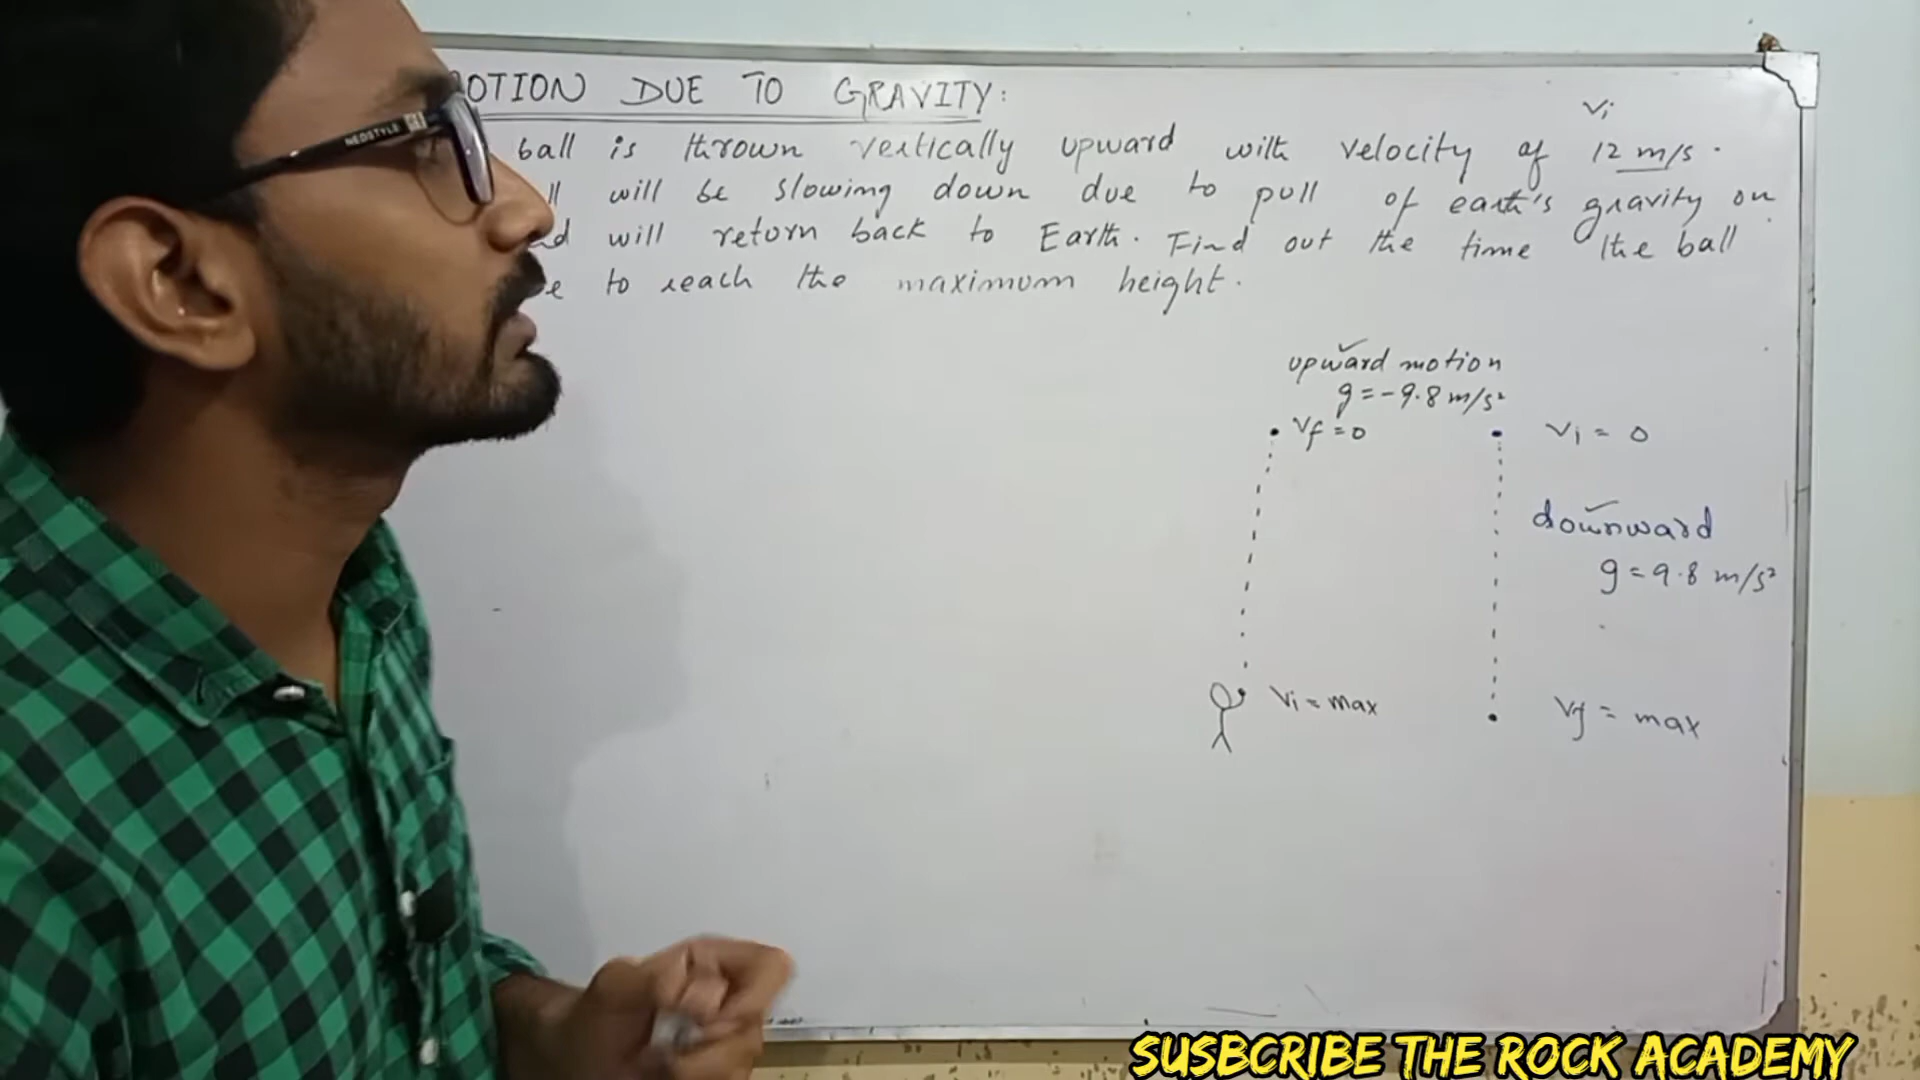 OTION DUE TO GRAVITY:
Vi
ball is thrown vertically upward with velocity of 12 m/s.
ll will be slowing down due to pull of earth's gravity on
nd will return back to Earth. Find out the time the ball
e to reach the maximum height.
upward motion
g = -9.8 m/s²
Vf = 0
Vi = 0
downward
g = 9.8 m/s²
Vi = max
Vf = max
NEOSTYLE
SUSBCRIBE THE ROCK ACADEMY